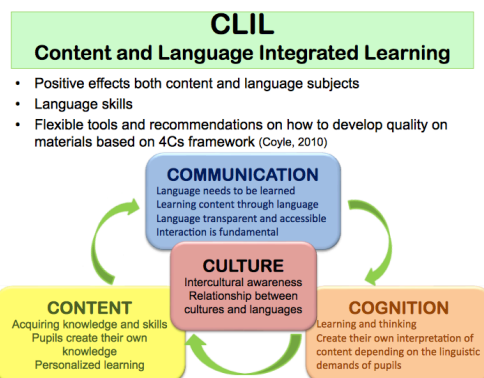 CLIL
Content and Language Integrated Learning
• Positive effects both content and language subjects
• Language skills
• Flexible tools and recommendations on how to develop quality on
materials based on 4Cs framework (Coyle, 2010)
COMMUNICATION
Language needs to be learned
Learning content through language
Language transparent and accessible
Interaction is fundamental
CULTURE
Intercultural awareness
Relationship between
cultures and languages
CONTENT
Acquiring knowledge and skills
Pupils create their own
knowledge
Personalized learning
COGNITION
Learning and thinking
Create their own interpretation of
content depending on the linguistic
demands of pupils